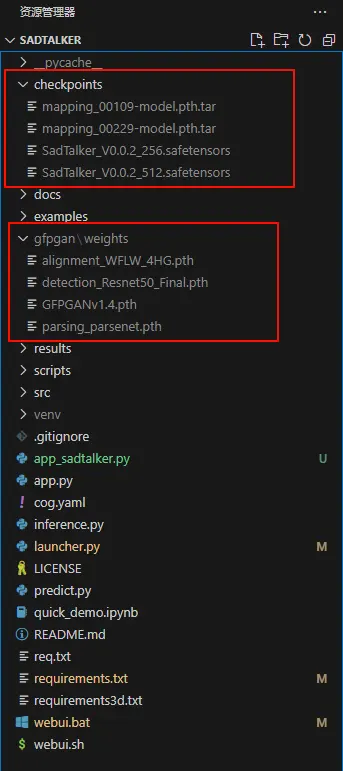 资源管理器 ...
SADTALKER
__pycache__
checkpoints
mapping_00109-model.pth.tar
mapping_00229-model.pth.tar
SadTalker_V0.0.2_256.safetensors
SadTalker_V0.0.2_512.safetensors
docs
examples
gfpgan\weights
alignment_WFLW_4HG.pth
detection_Resnet50_Final.pth
GFPGANv1.4.pth
parsing_parsenet.pth
results
scripts
src
venv
.gitignore
app_sadtalker.py U
app.py
cog.yaml
inference.py
launcher.py M
LICENSE
predict.py
quick_demo.ipynb
README.md
req.txt
requirements.txt M
requirements3d.txt
webui.bat M
webui.sh